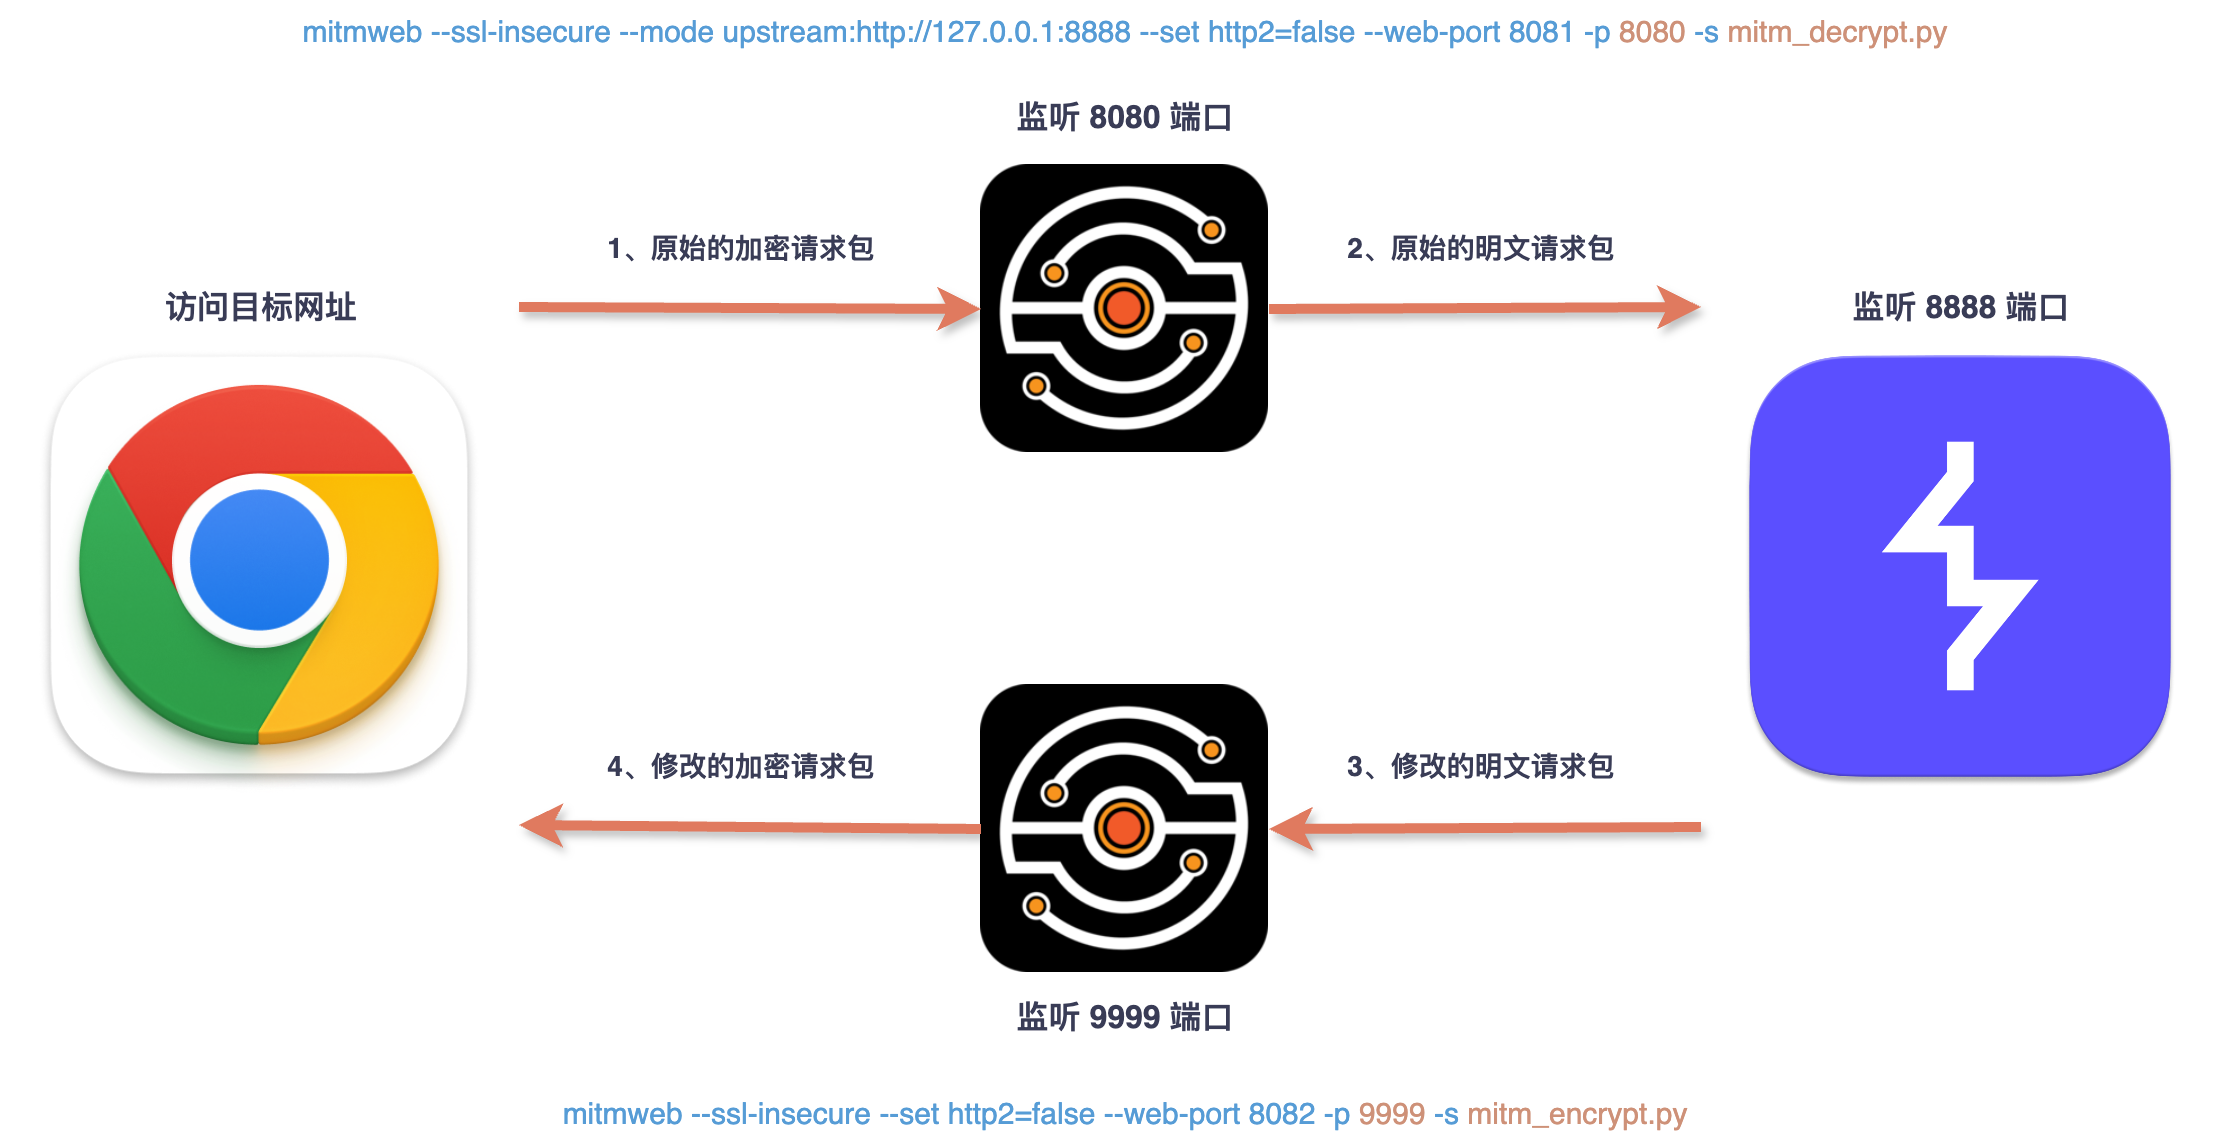 mitmweb --ssl-insecure --mode upstream:http://127.0.0.1:8888 --set http2=false --web-port 8081 -p 8080 -s mitm_decrypt.py
监听 8080 端口
1、原始的加密请求包
2、原始的明文请求包
访问目标网址
监听 8888 端口
4、修改的加密请求包
3、修改的明文请求包
监听 9999 端口
mitmweb --ssl-insecure --set http2=false --web-port 8082 -p 9999 -s mitm_encrypt.py